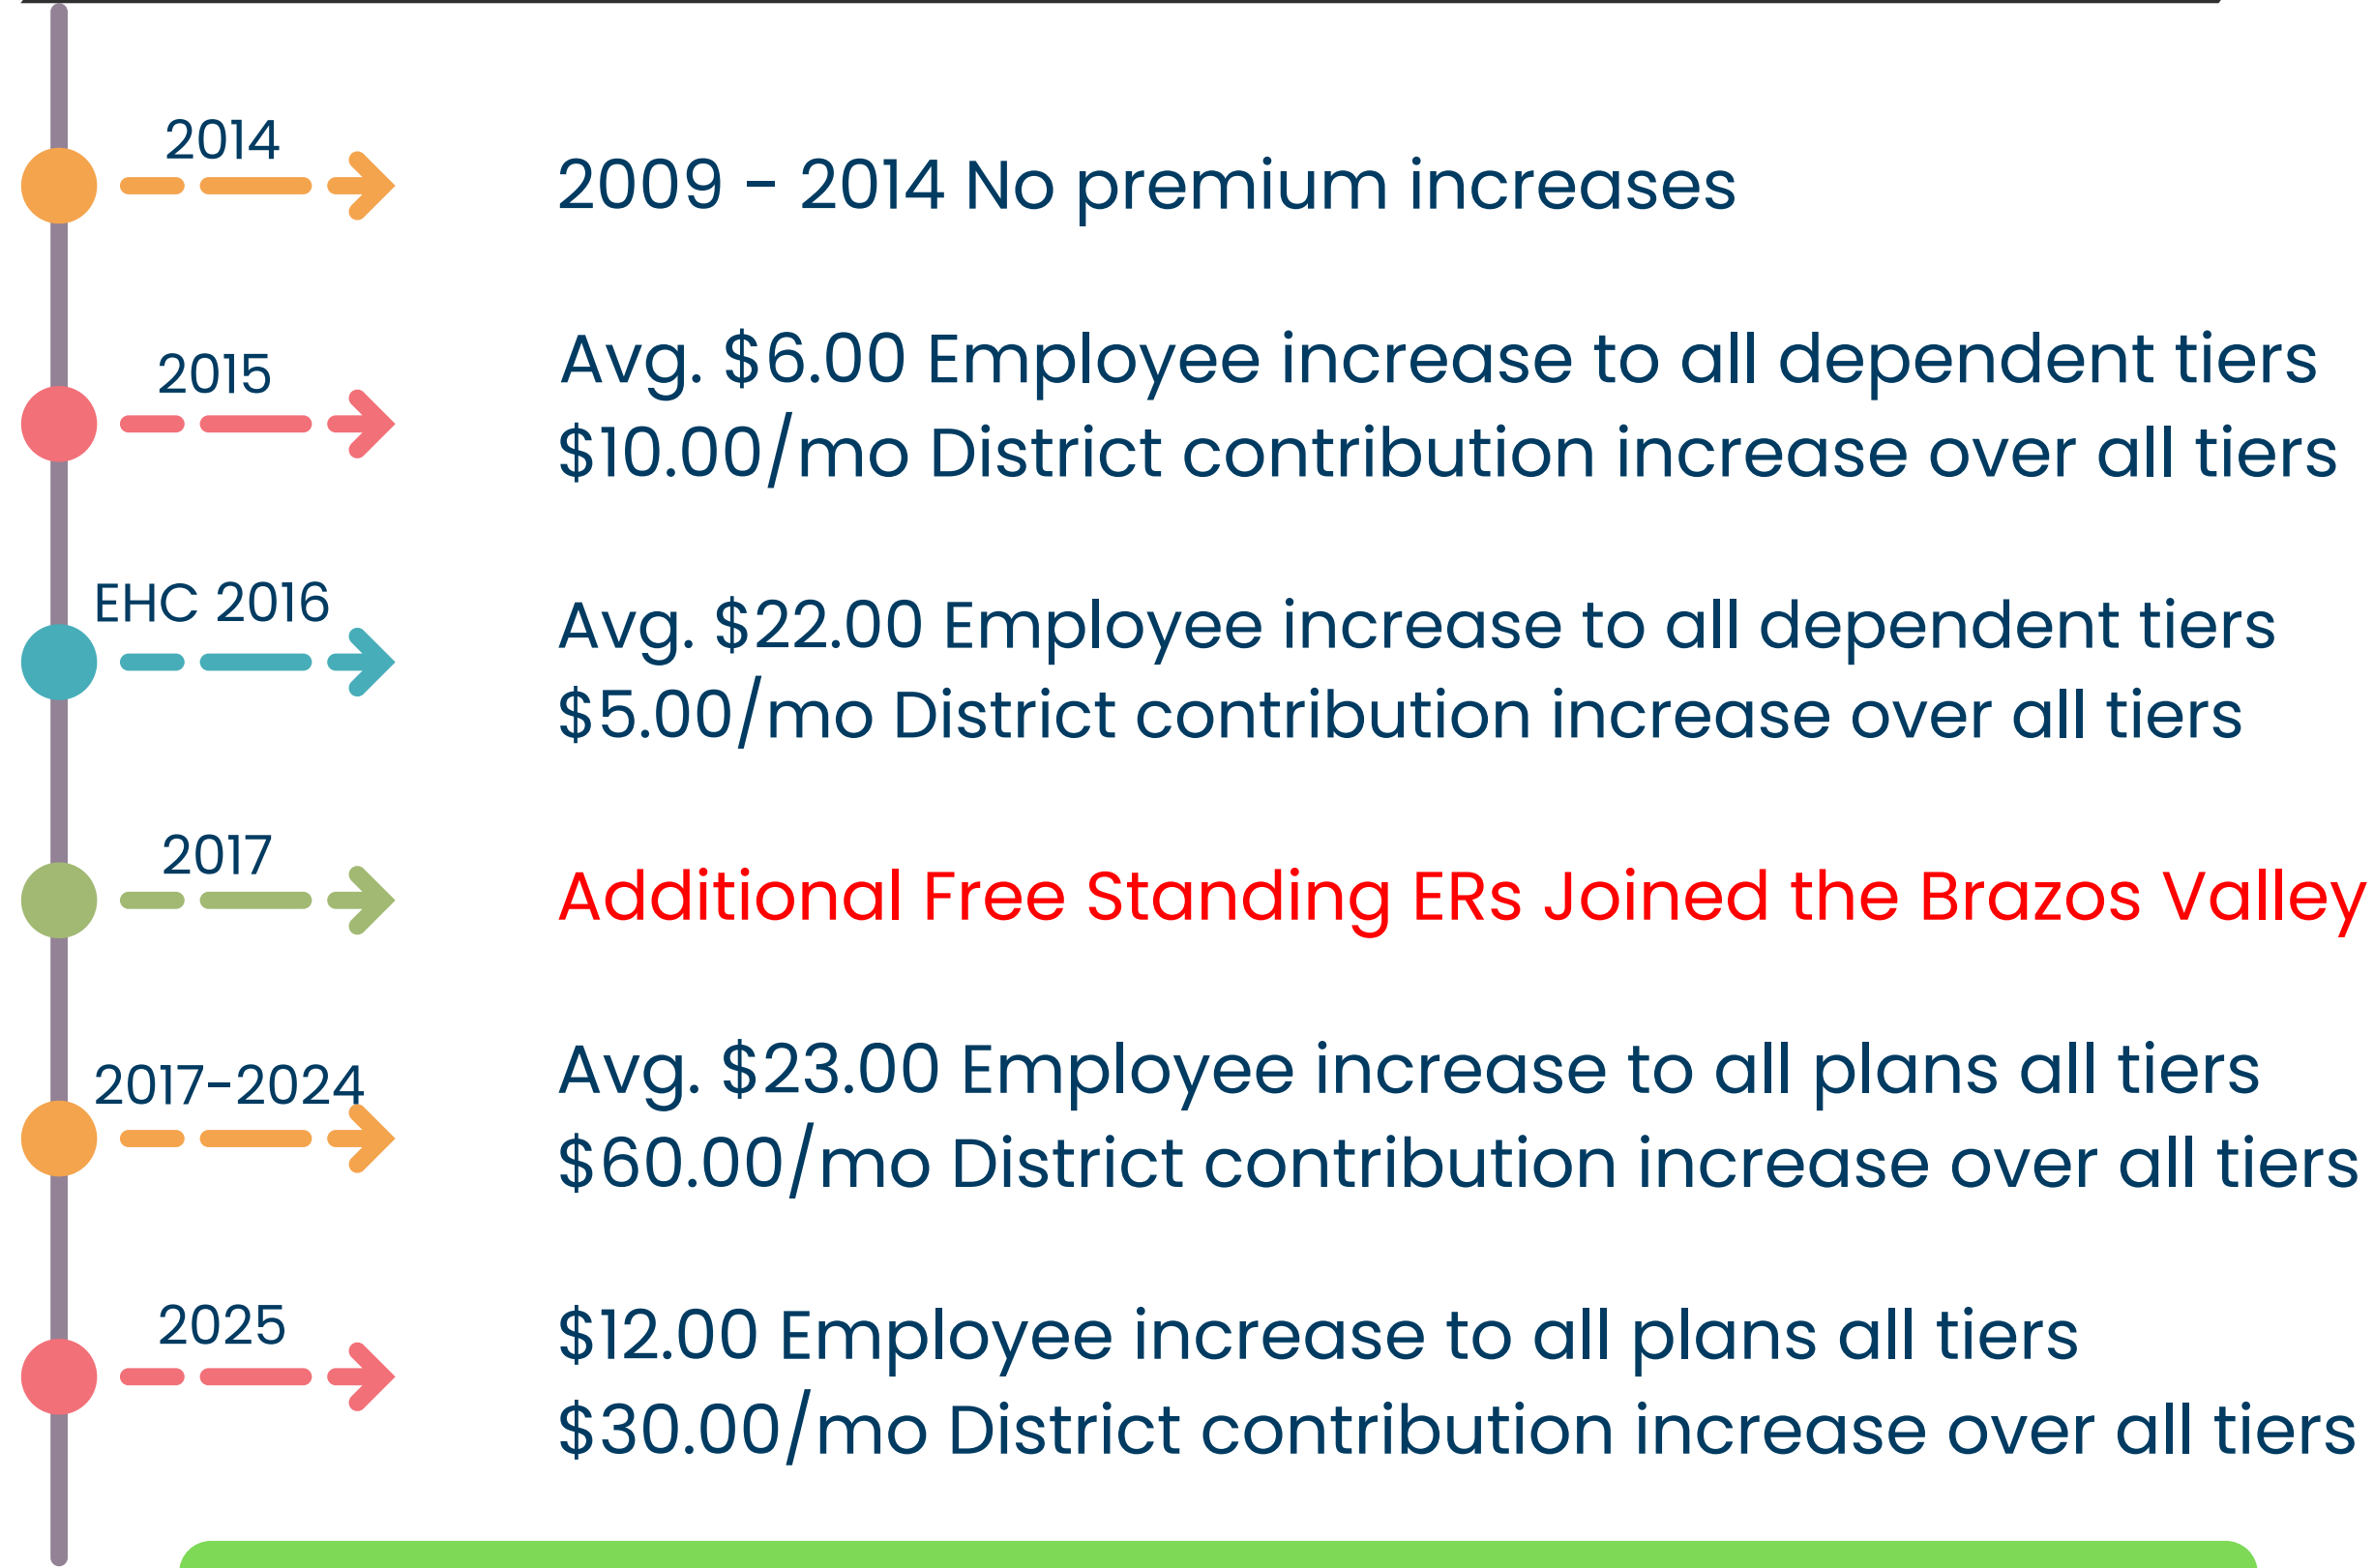 2014
2009 - 2014 No premium increases
2015
Avg. $6.00 Employee increase to all dependent tiers
$10.00/mo District contribution increase over all tiers
EHC 2016
Avg. $22.00 Employee increase to all dependent tiers
$5.00/mo District contribution increase over all tiers
2017
Additional Free Standing ERs Joined the Brazos Valley
2017-2024
Avg. $23.00 Employee increase to all plans all tiers
$60.00/mo District contribution increase over all tiers
2025
$12.00 Employee increase to all plans all tiers
$30.00/mo District contribution increase over all tiers